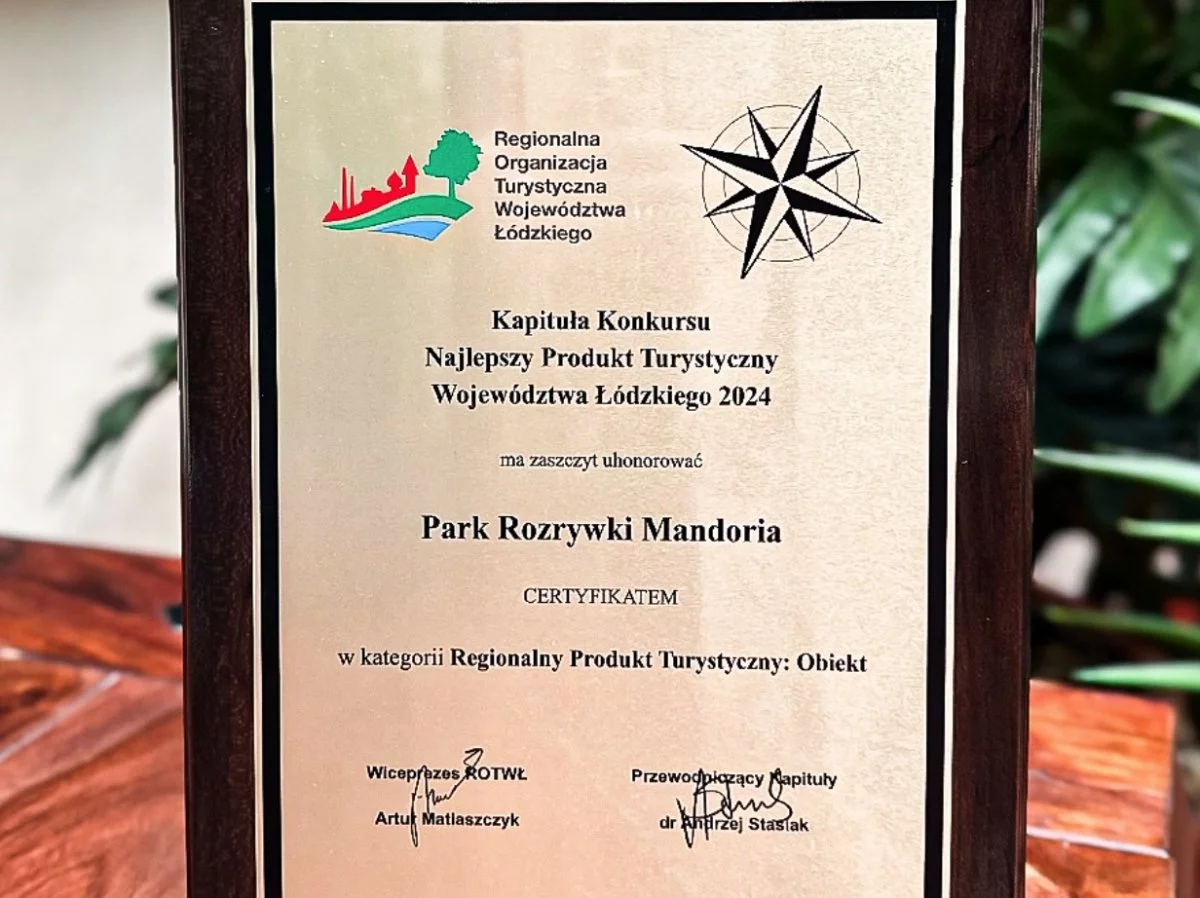 Regionalna
Organizacja
Turystyczna
Województwa
Łódzkiego
Kapituła Konkursu
Najlepszy Produkt Turystyczny
Województwa Łódzkiego 2024
ma zaszczyt uhonorować
Park Rozrywki Mandoria
CERTYFIKATEM
w kategorii Regionalny Produkt Turystyczny: Obiekt
Wiceprezes ROTWŁ
Artur Matiaszczyk
Przewodniczący Kapituły
dr Andrzej Stasiak